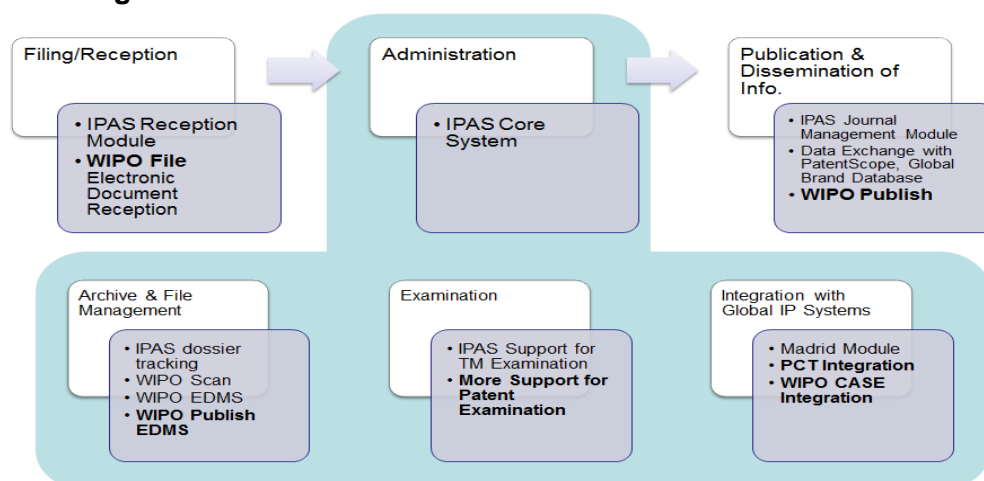 Filing/Reception
• IPAS Reception
Module
• WIPO File
Electronic
Document
Reception
Administration
• IPAS Core
System
Publication &
Dissemination of
Info.
• IPAS Journal
Management Module
• Data Exchange with
PatentScope, Global
Brand Database
• WIPO Publish
Archive & File
Management
• IPAS dossier
tracking
• WIPO Scan
• WIPO EDMS
• WIPO Publish
EDMS
Examination
• IPAS Support for
TM Examination
• More Support for
Patent
Examination
Integration with
Global IP Systems
• Madrid Module
• PCT Integration
• WIPO CASE
Integration